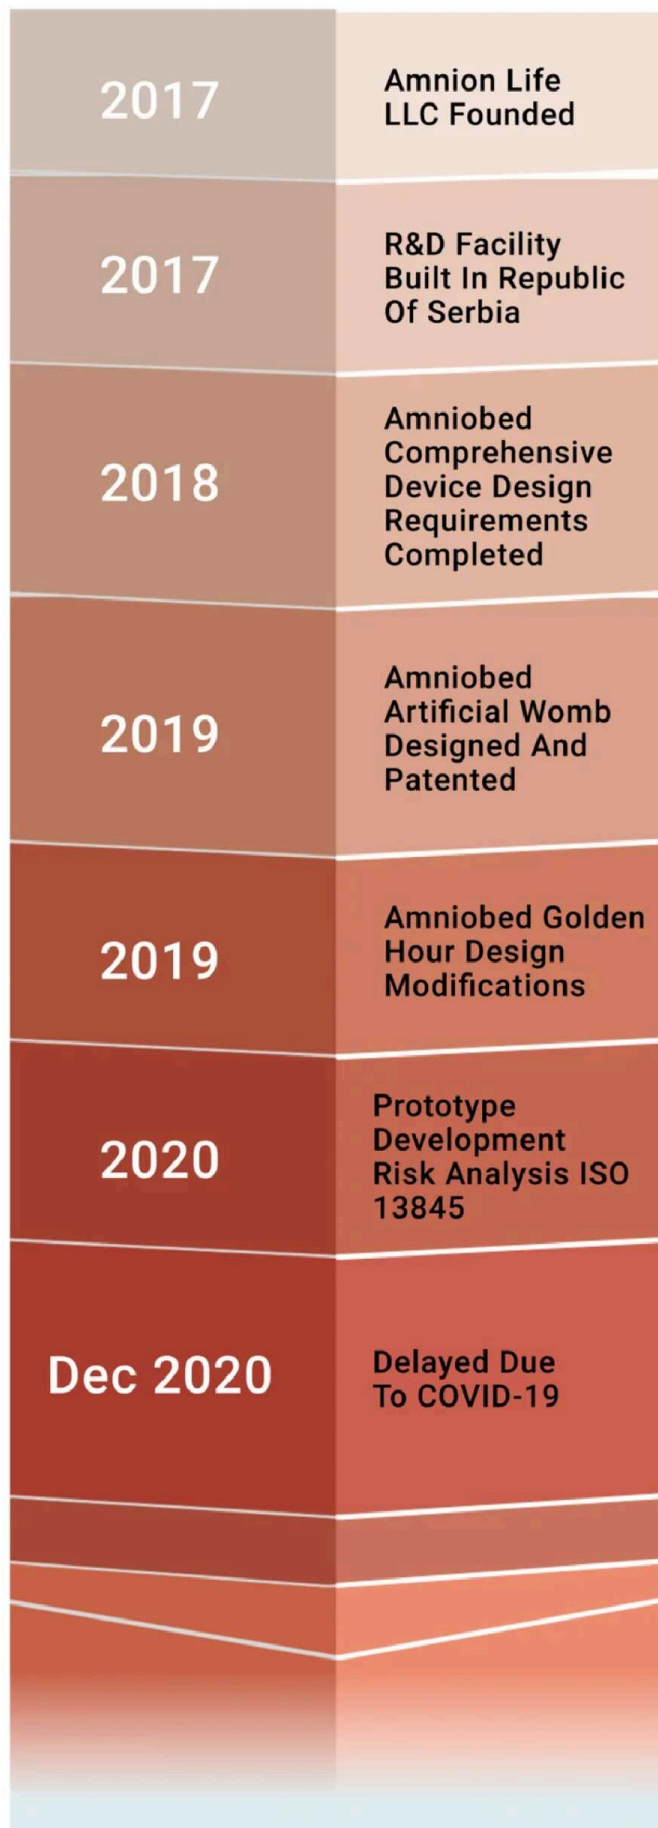 2017
Amnion Life
LLC Founded
2017
R&D Facility
Built In Republic
Of Serbia
2018
Amniobed
Comprehensive
Device Design
Requirements
Completed
2019
Amniobed
Artificial Womb
Designed And
Patented
2019
Amniobed Golden
Hour Design
Modifications
2020
Prototype
Development
Risk Analysis ISO
13845
Dec 2020
Delayed Due
To COVID-19